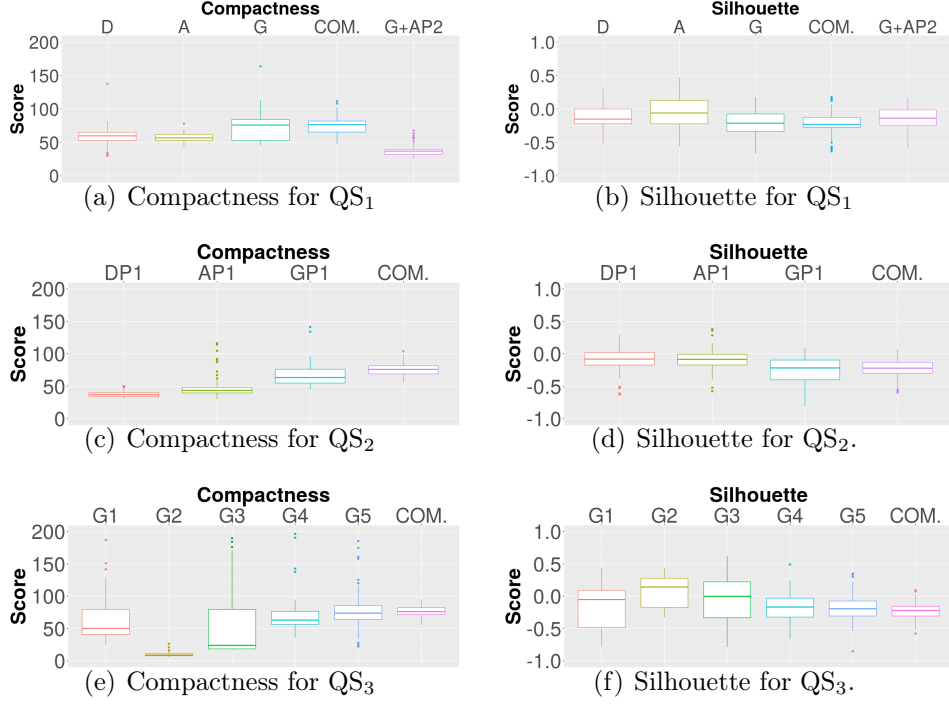 Compactness
D A G COM. G+AP2
200
150
100
50
0
Score
(a) Compactness for QS₁
Silhouette
D A G COM. G+AP2
1.0
0.5
0.0
-0.5
-1.0
Score
(b) Silhouette for QS₁
Compactness
DP1 AP1 GP1 COM.
200
150
100
50
0
Score
(c) Compactness for QS₂
Silhouette
DP1 AP1 GP1 COM.
1.0
0.5
0.0
-0.5
-1.0
Score
(d) Silhouette for QS₂.
Compactness
G1 G2 G3 G4 G5 COM.
200
150
100
50
0
Score
(e) Compactness for QS₃
Silhouette
G1 G2 G3 G4 G5 COM.
1.0
0.5
0.0
-0.5
-1.0
Score
(f) Silhouette for QS₃.